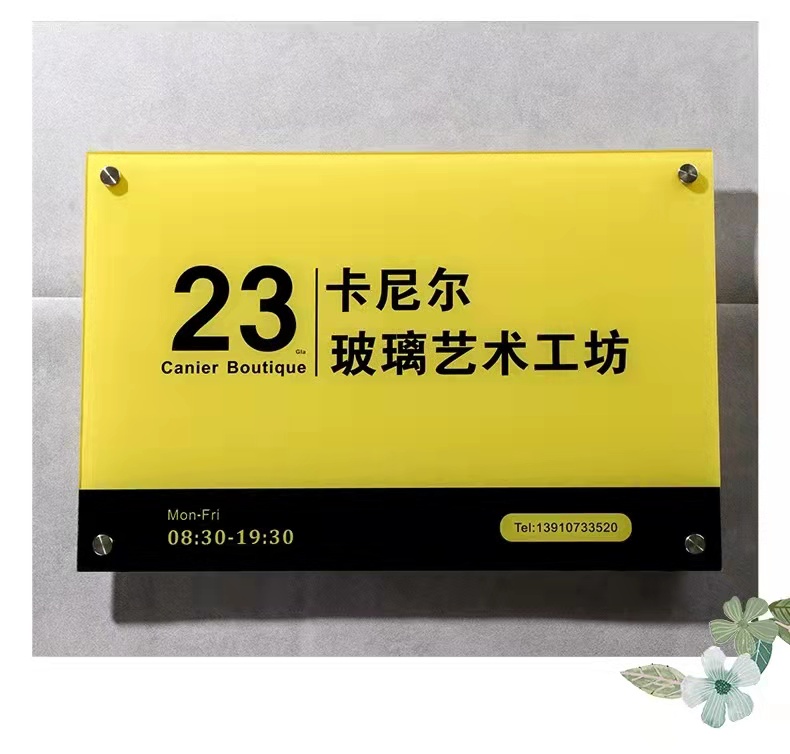 23
Gla
Canier Boutique
卡尼尔
玻璃艺术工坊
Mon-Fri
08:30-19:30
Tel:13910733520